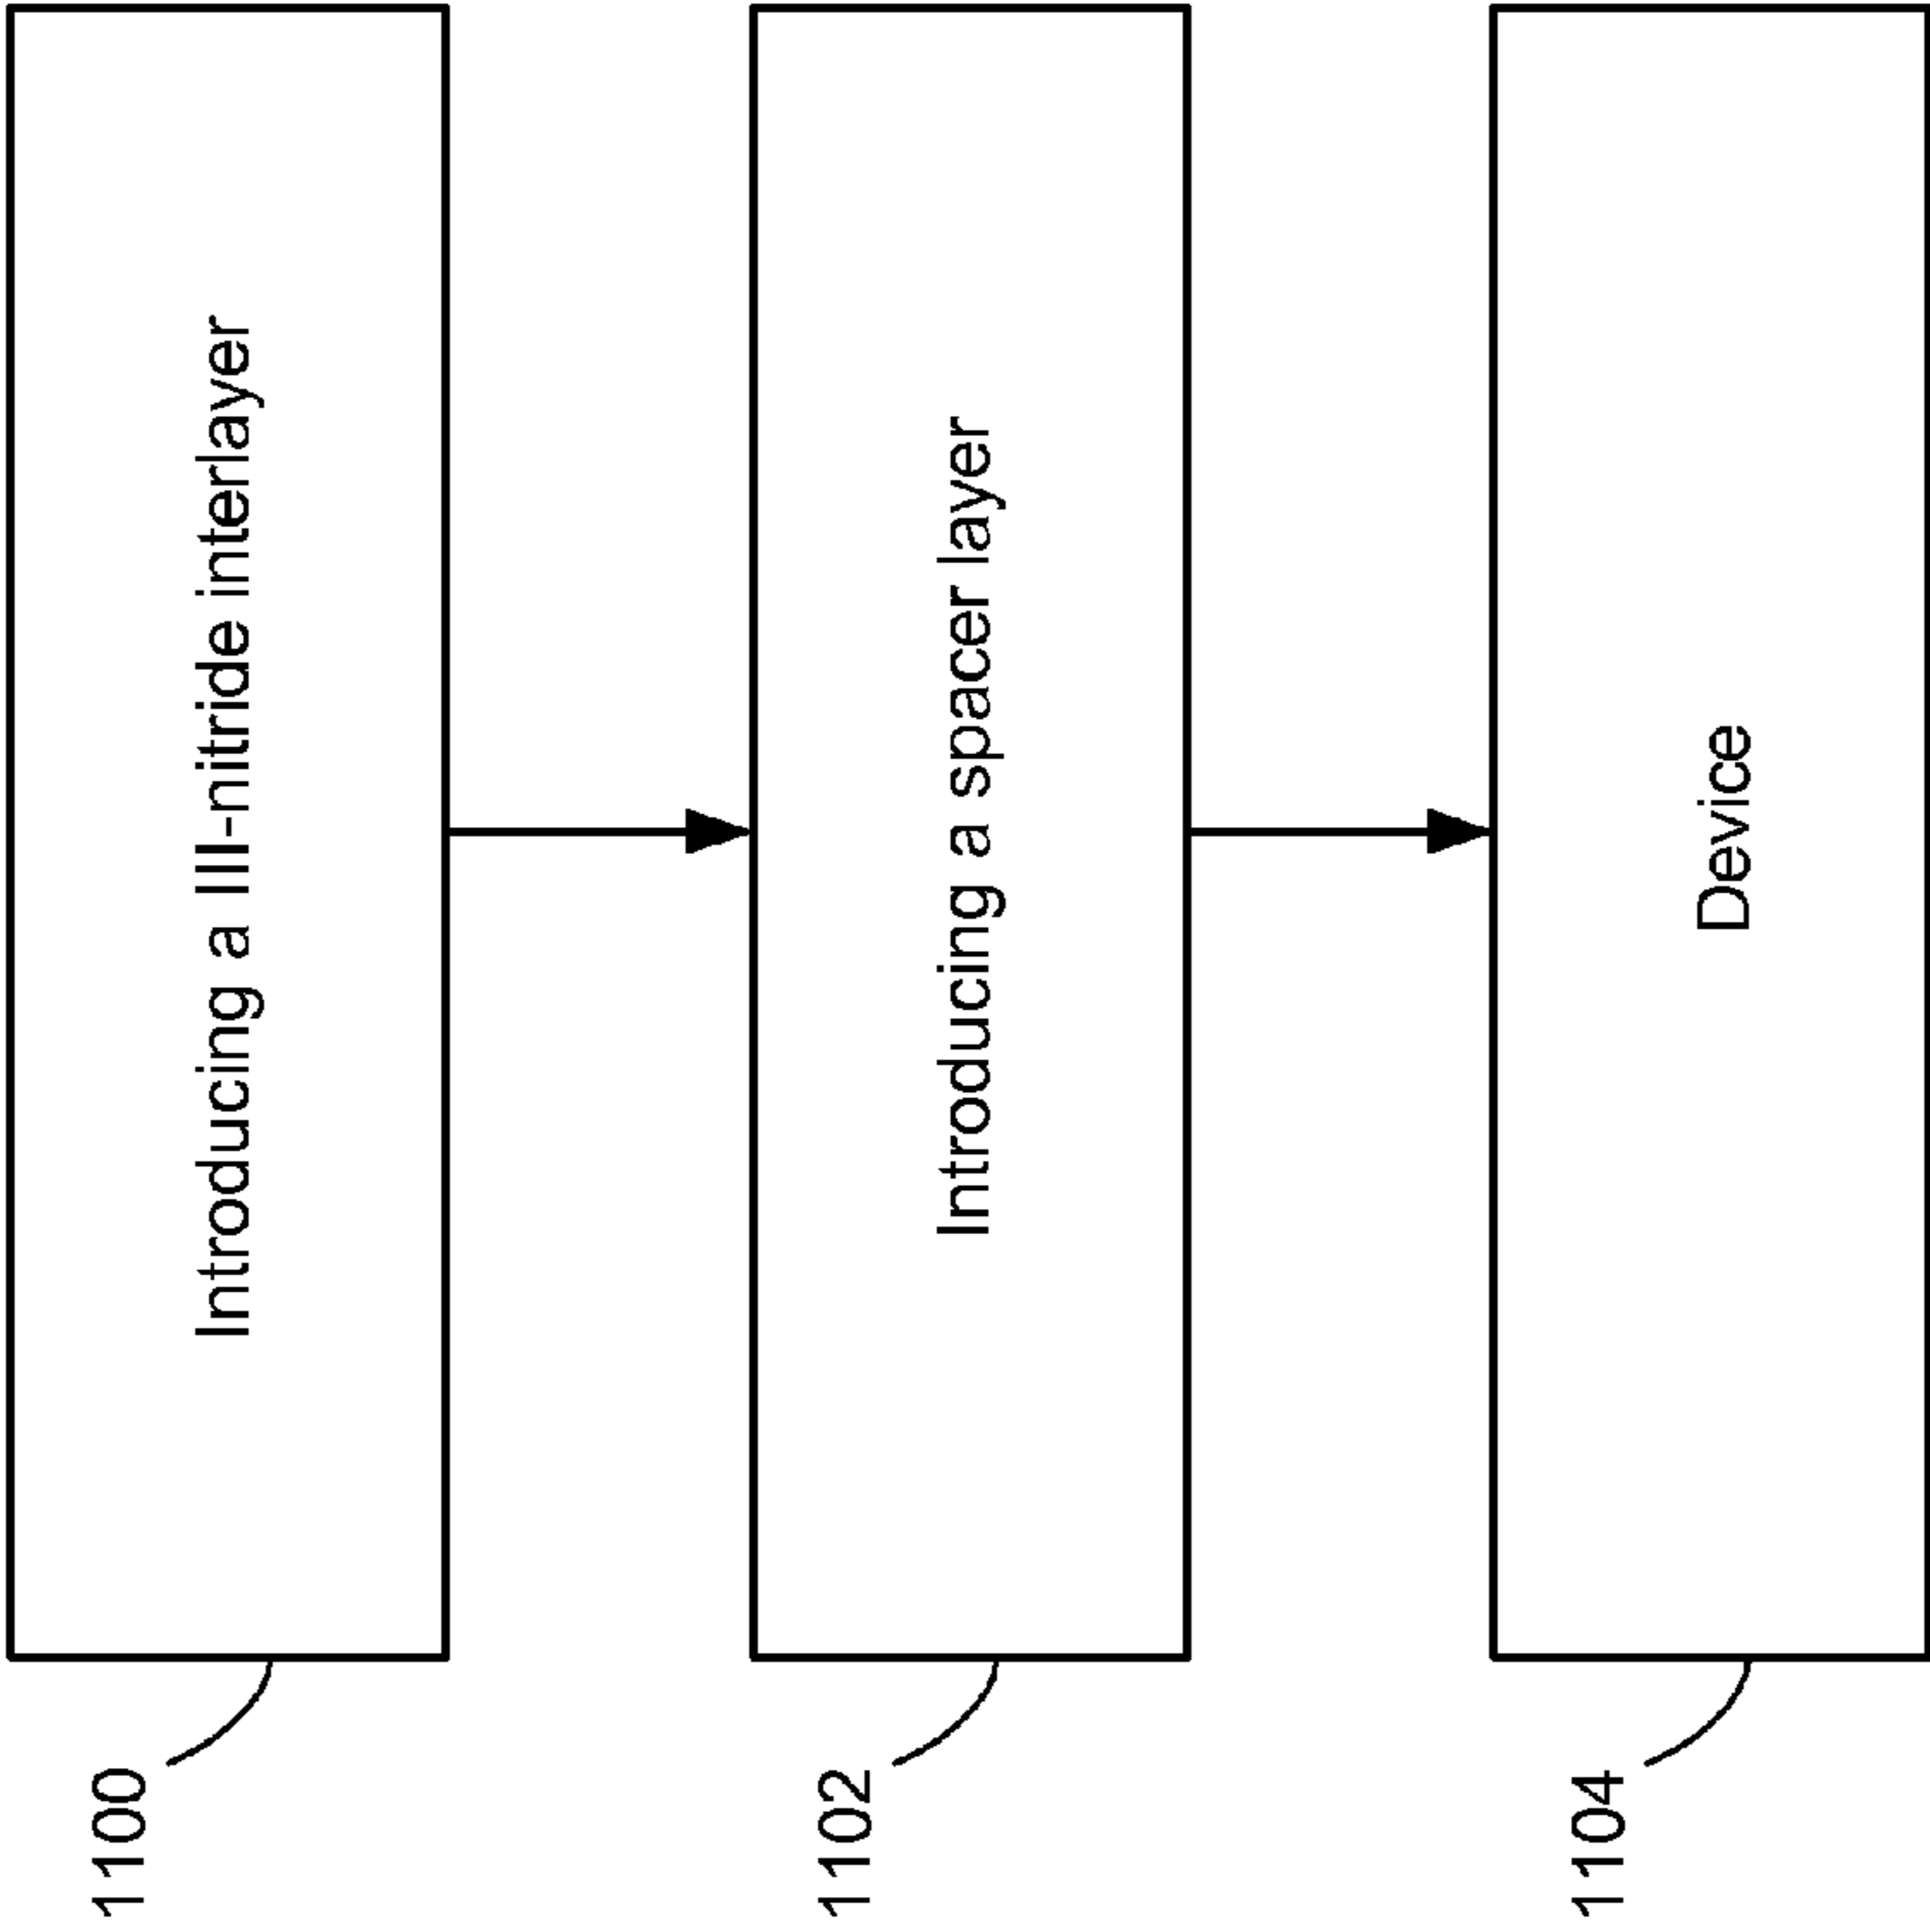 1100
Introducing a III-nitride interlayer
1102
Introducing a spacer layer
1104
Device